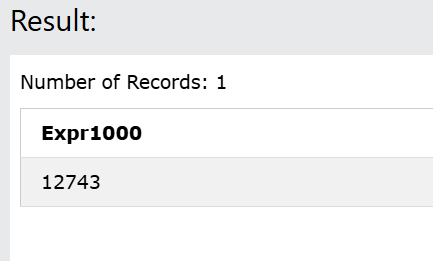 Result:
Number of Records: 1
Expr1000
12743